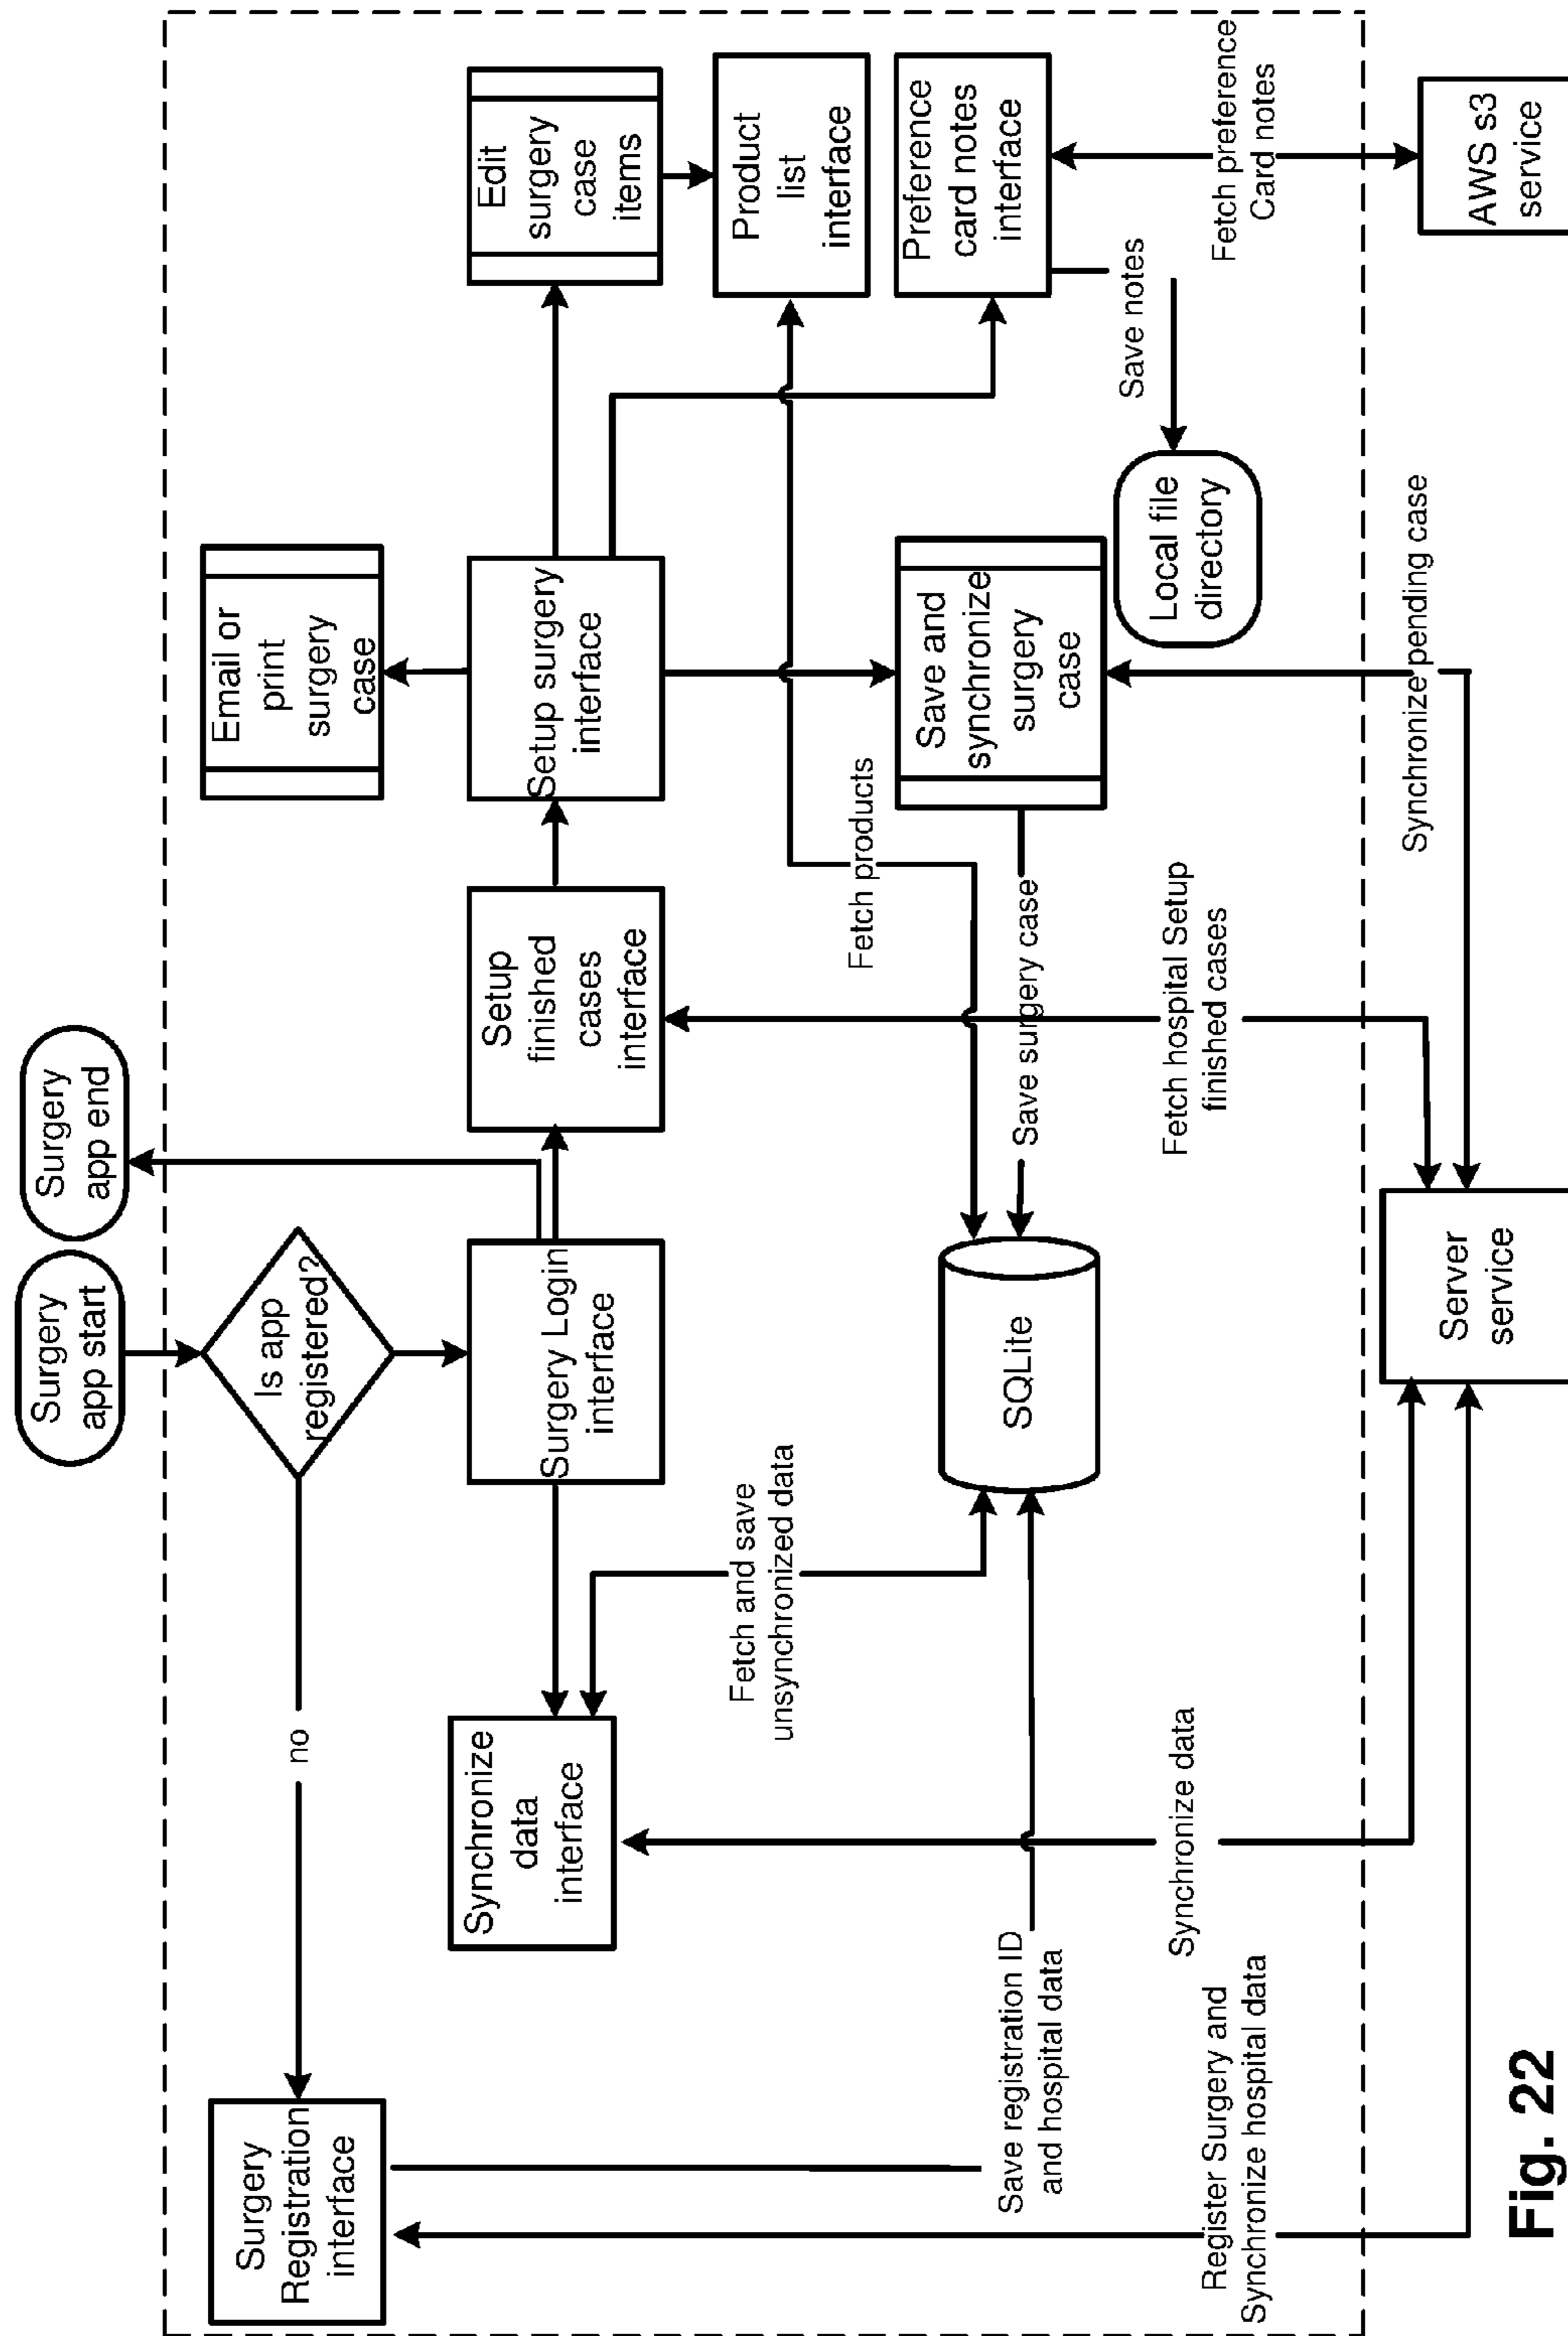 Surgery
app start
Surgery
app end
Is app
registered?
no
Surgery
Registration
interface
Email or
print
surgery
case
Synchronize
data
interface
Surgery Login
interface
Setup
finished
cases
interface
Setup surgery
interface
Edit
surgery
case
items
Product
list
interface
Fetch and save
unsynchronized data
Fetch products
Preference
card notes
interface
SQLite
Save and
synchronize
surgery
case
Save surgery case
Save registration ID
and hospital data
Save notes
Local file
directory
Synchronize data
Fetch hospital Setup
finished cases
Register Surgery and
Synchronize hospital data
Fetch preference
Card notes
Synchronize pending case
Server
service
AWS s3
service
Fig. 22